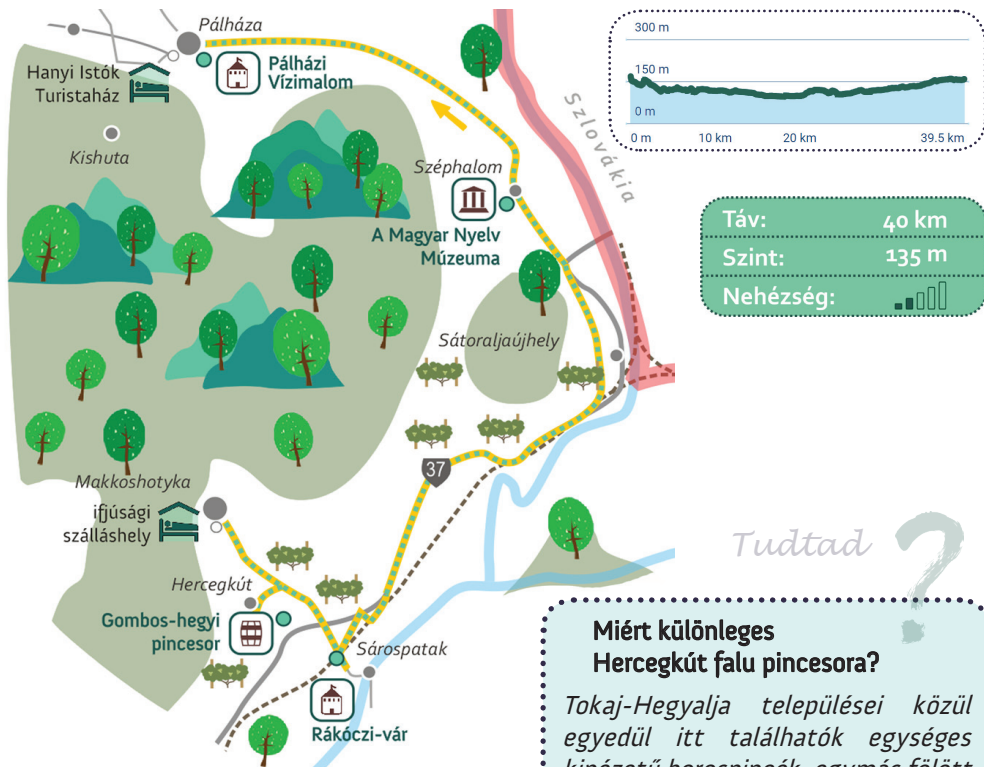 Pálháza
Pálházi
Vízimalom
Hanyi Istók
Turistaház
Kishuta
Szlovákia
Széphalom
A Magyar Nyelv
Múzeuma
Sátoraljaújhely
37
Makkoshotyka
ifjúsági
szálláshely
Hercegkút
Gombos-hegyi
pincesor
Sárospatak
Rákóczi-vár
300 m
150 m
0 m
0 m 10 km 20 km 39.5 km
Táv: 40 km
Szint: 135 m
Nehézség:
Tudtad ?
Miért különleges
Hercegkút falu pincesora?
Tokaj-Hegyalja települései közül
egyedül itt találhatók egységes